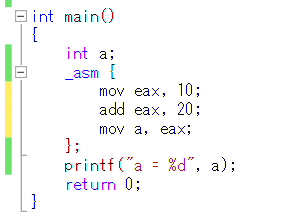 int main()
{
int a;
_asm {
mov eax, 10;
add eax, 20;
mov a, eax;
};
printf("a = %d", a);
return 0;
}